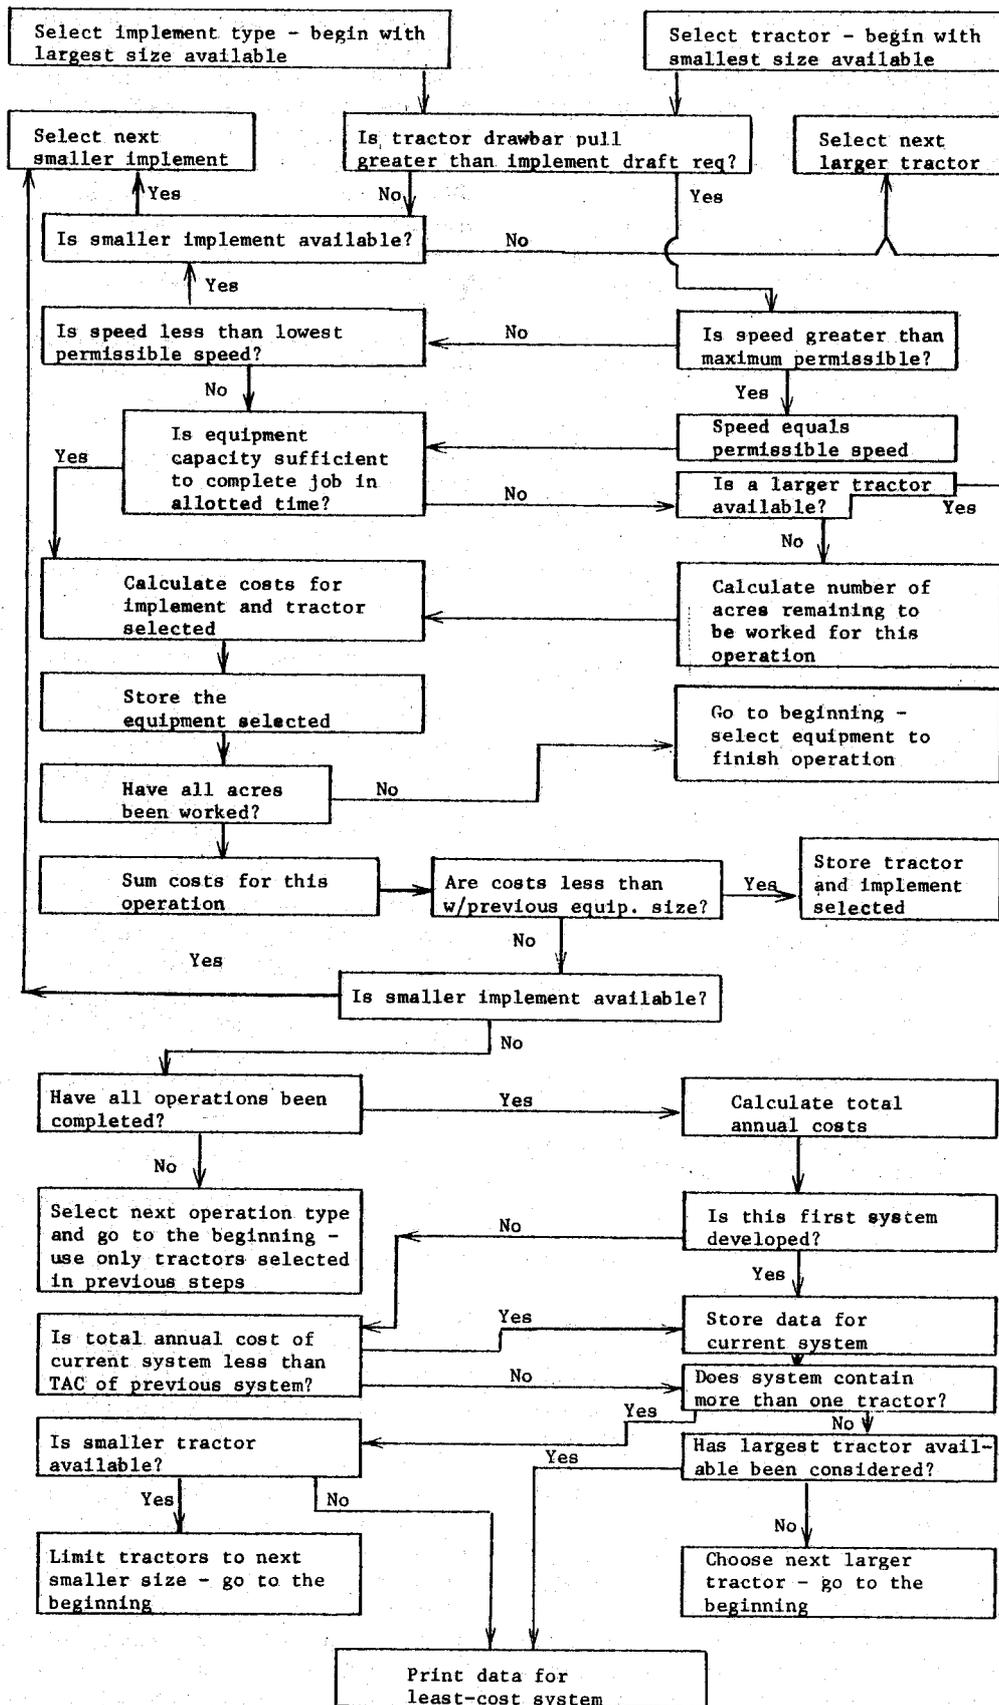 Select implement type - begin with
largest size available
Select tractor - begin with
smallest size available
Select next
smaller implement
Is tractor drawbar pull
greater than implement draft req?
Select next
larger tractor
Yes
No
Yes
Is smaller implement available?
No
Yes
Is speed less than lowest
permissible speed?
No
Is speed greater than
maximum permissible?
No
Yes
Is equipment
capacity sufficient
to complete job in
allotted time?
Speed equals
permissible speed
Yes
No
Is a larger tractor
available?
Yes
No
Calculate costs for
implement and tractor
selected
Calculate number of
acres remaining to
be worked for this
operation
Store the
equipment selected
Go to beginning -
select equipment to
finish operation
Have all acres
been worked?
No
Sum costs for this
operation
Are costs less than
w/previous equip. size?
Yes
Store tractor
and implement
selected
No
Yes
Is smaller implement available?
No
Have all operations been
completed?
Yes
Calculate total
annual costs
No
Select next operation type
and go to the beginning -
use only tractors selected
in previous steps
No
Is this first system
developed?
Yes
Is total annual cost of
current system less than
TAC of previous system?
Yes
Store data for
current system
No
Does system contain
more than one tractor?
Yes
No
Is smaller tractor
available?
Yes
Has largest tractor avail-
able been considered?
Yes
No
No
Limit tractors to next
smaller size - go to the
beginning
Choose next larger
tractor - go to the
beginning
Print data for
least-cost system